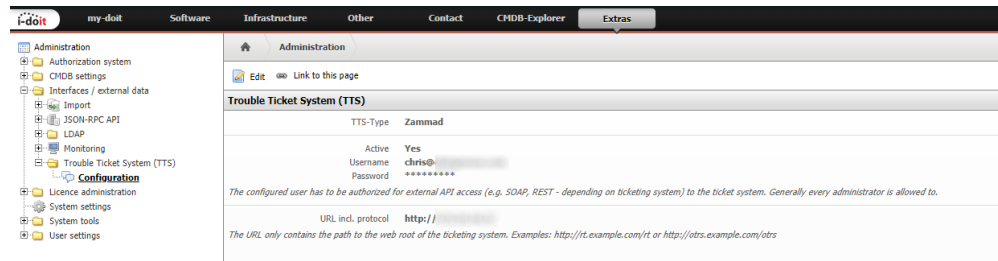 i-doit my-doit Software Infrastructure Other Contact CMDB-Explorer Extras
Administration
Authorization system
CMDB settings
Interfaces / external data
Import
JSON-RPC API
LDAP
Monitoring
Trouble Ticket System (TTS)
Configuration
Licence administration
System settings
System tools
User settings
Administration
Edit Link to this page
Trouble Ticket System (TTS)
TTS-Type Zammad
Active Yes
Username chris@
Password *********
The configured user has to be authorized for external API access (e.g. SOAP, REST - depending on ticketing system) to the ticket system. Generally every administrator is allowed to.
URL incl. protocol http://
The URL only contains the path to the web root of the ticketing system. Examples: http://rt.example.com/rt or http://otrs.example.com/otrs